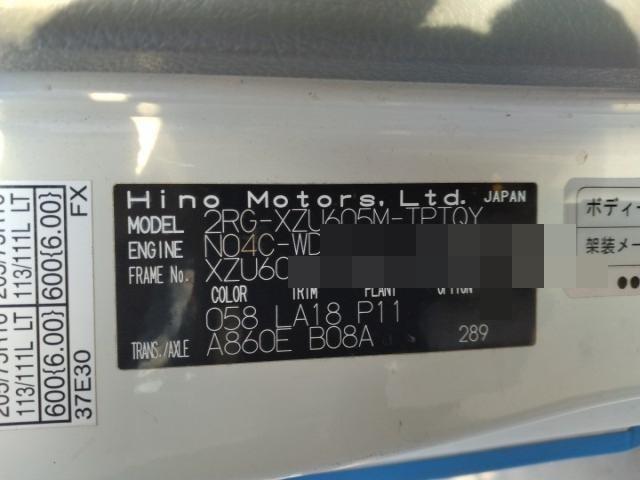 Hino Motors, Ltd. JAPAN
MODEL 2RG-XZU605M-TPTQY
ENGINE N04C-WD
FRAME No. XZU60
COLOR TRIM PLANT OPTION
058 LA18 P11
TRANS./AXLE A860E B08A 289
113/111L LT 113/111L LT
600(6.00) 600(6.00)
37E30 FX
ボディー
架装メー